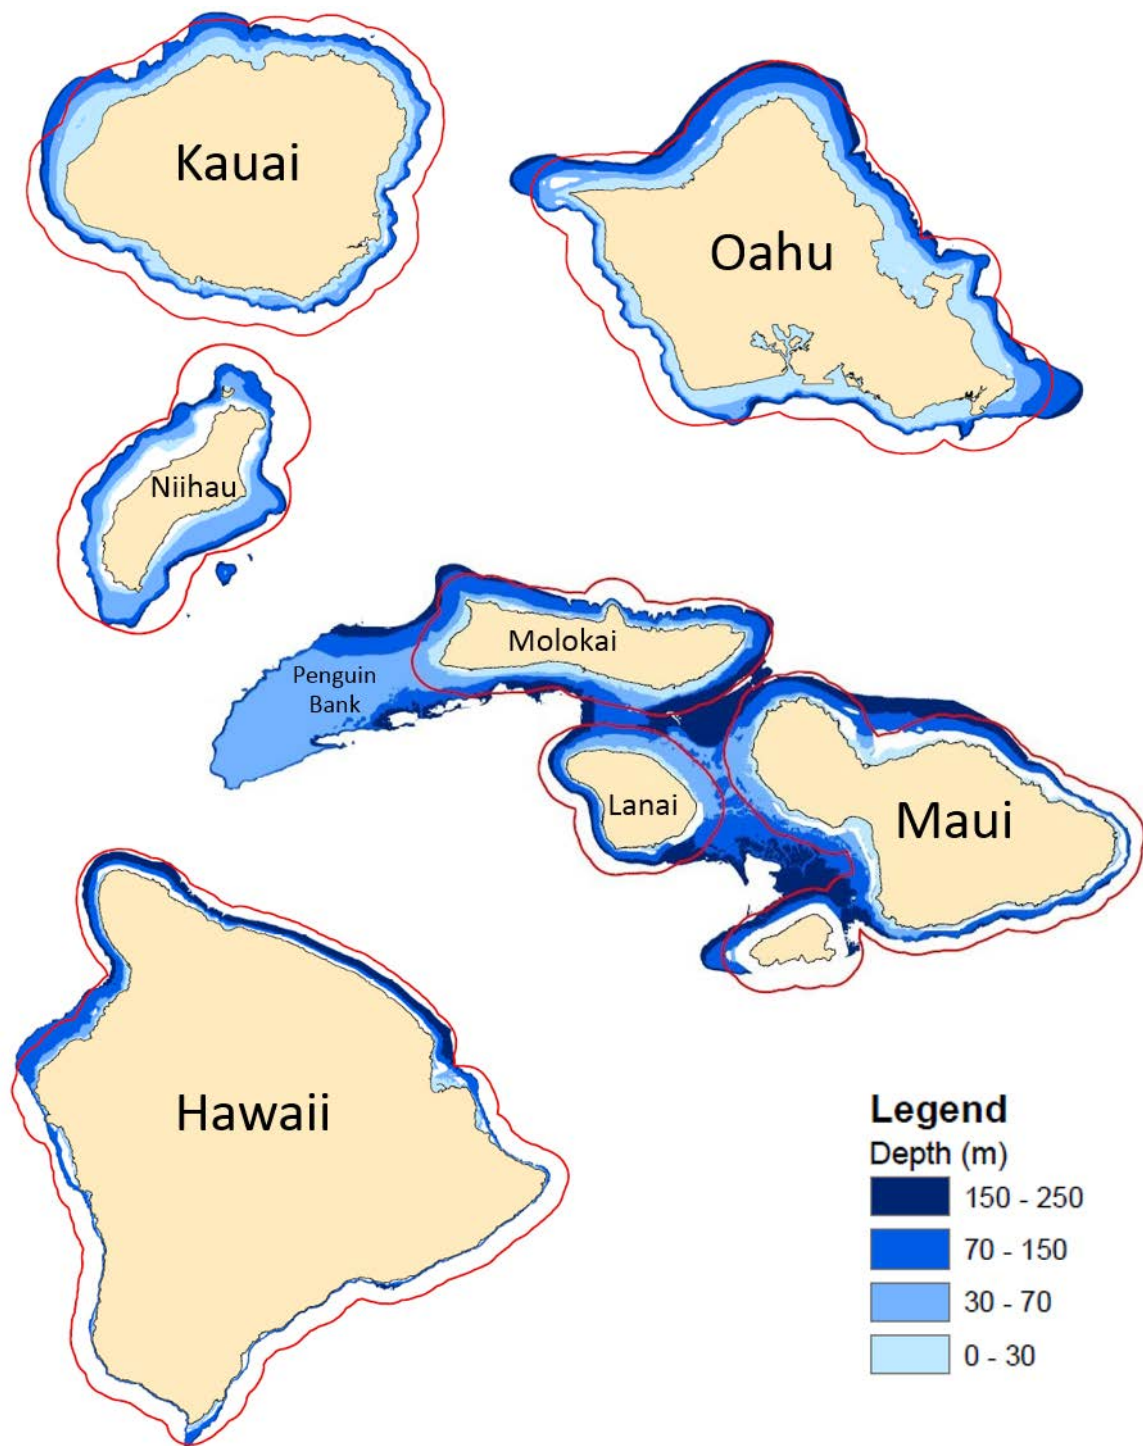 Kauai
Oahu
Niihau
Molokai
Penguin
Bank
Lanai
Maui
Hawaii
Legend
Depth (m)
150 - 250
70 - 150
30 - 70
0 - 30